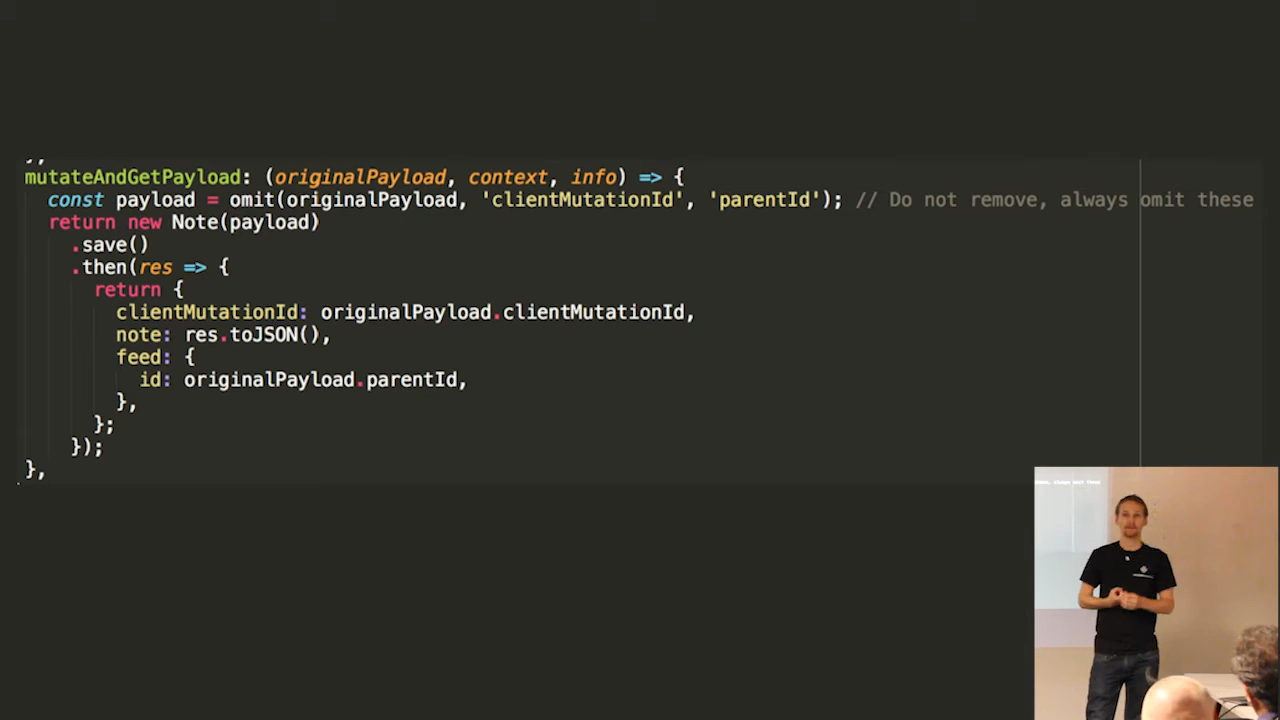 },
mutateAndGetPayload: (originalPayload, context, info) => {
const payload = omit(originalPayload, 'clientMutationId', 'parentId'); // Do not remove, always omit these
return new Note(payload)
.save()
.then(res => {
return {
clientMutationId: originalPayload.clientMutationId,
note: res.toJSON(),
feed: {
id: originalPayload.parentId,
},
};
});
},